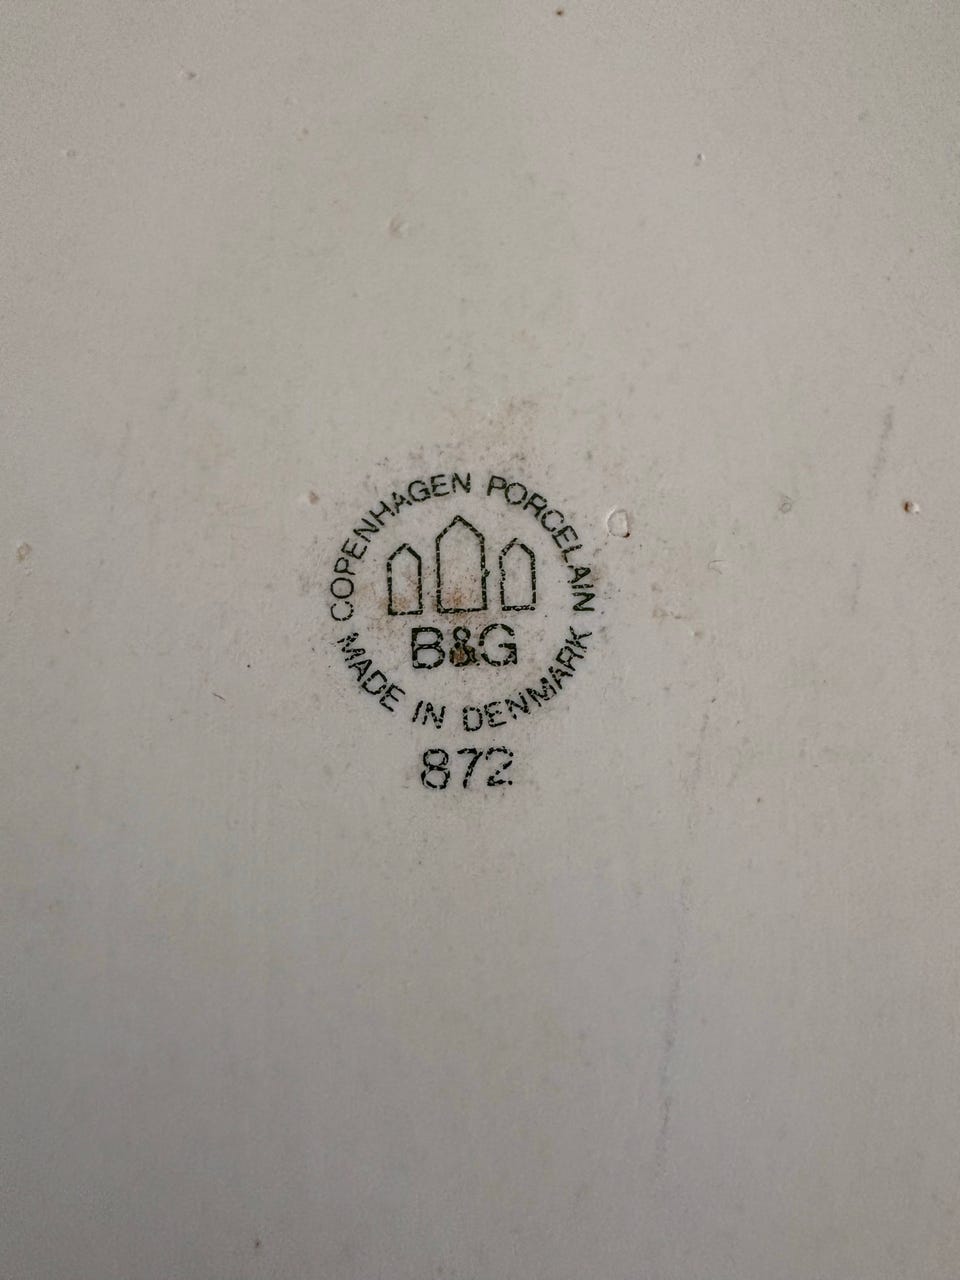 COPENHAGEN PORCELAIN
B&G
MADE IN DENMARK
872